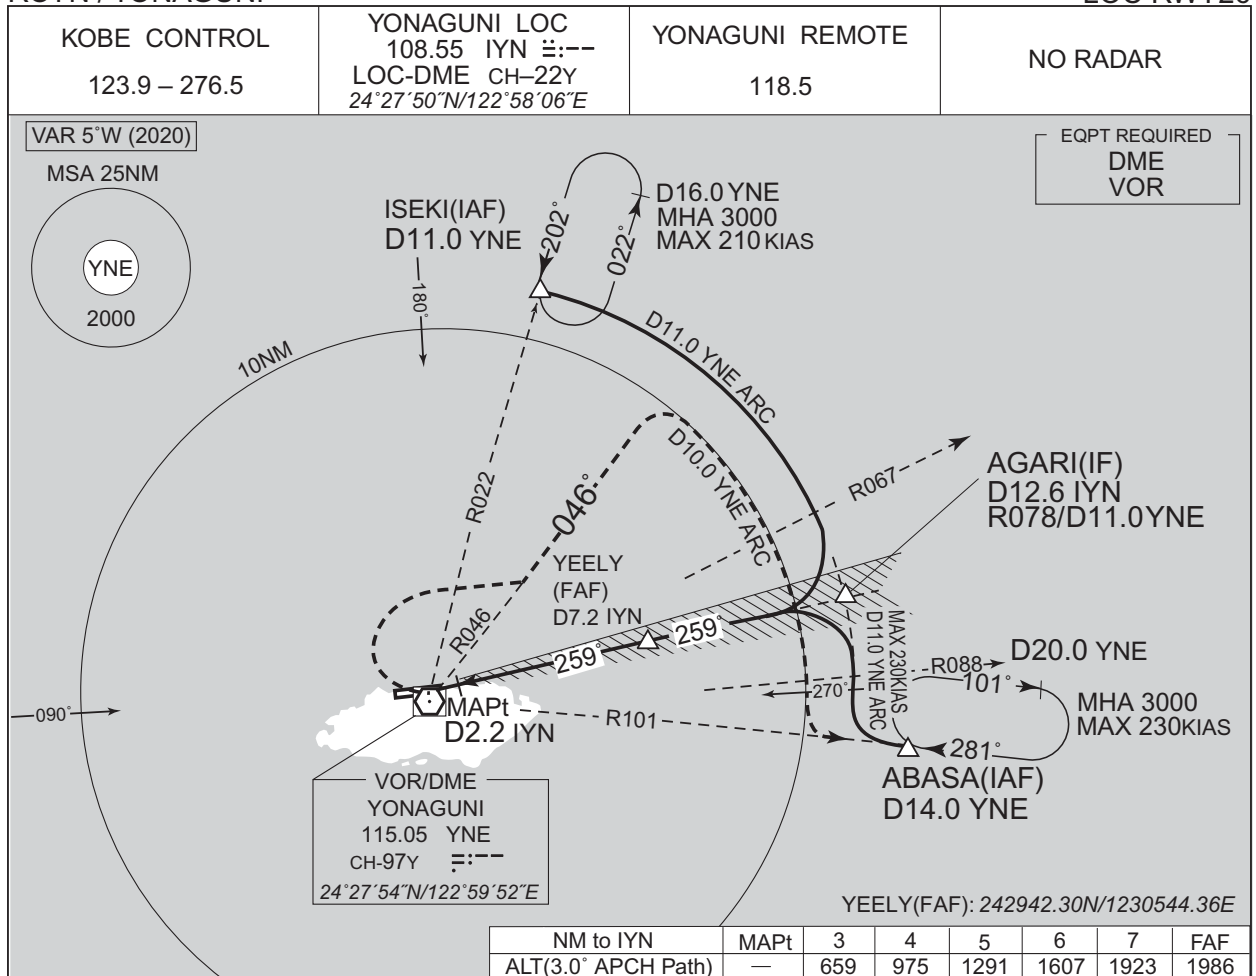 KOBE CONTROL
123.9 – 276.5
YONAGUNI LOC
108.55 IYN
LOC-DME CH–22Y
24°27´50˝N/122°58´06˝E
YONAGUNI REMOTE
118.5
NO RADAR
VAR 5°W (2020)
MSA 25NM
YNE
2000
EQPT REQUIRED
DME
VOR
ISEKI(IAF)
D11.0 YNE
180°
202°
022°
D16.0 YNE
MHA 3000
MAX 210 KIAS
10NM
D11.0 YNE ARC
D10.0 YNE ARC
R022
046°
R046
R067
AGARI(IF)
D12.6 IYN
R078/D11.0YNE
YEELY
(FAF)
D7.2 IYN
259°
259°
MAX 230KIAS
D11.0 YNE ARC
R088
D20.0 YNE
270°
101°
MHA 3000
MAX 230KIAS
281°
090°
MAPt
D2.2 IYN
R101
ABASA(IAF)
D14.0 YNE
VOR/DME
YONAGUNI
115.05 YNE
CH-97Y
24°27´54˝N/122°59´52˝E
YEELY(FAF): 242942.30N/1230544.36E
NM to IYN MAPt 3 4 5 6 7 FAF
ALT(3.0° APCH Path) — 659 975 1291 1607 1923 1986